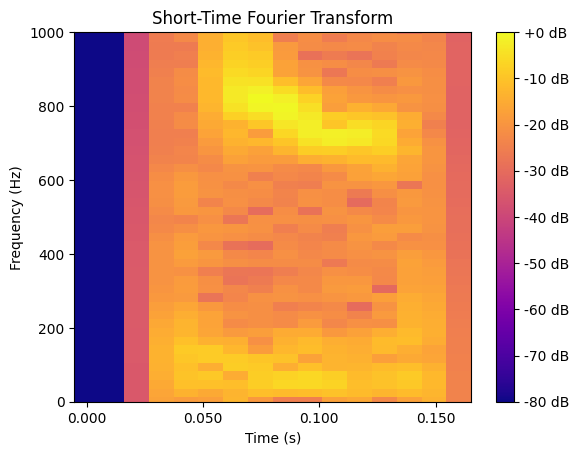 Short-Time Fourier Transform
1000
800
600
400
200
0
Frequency (Hz)
0.000
0.050
0.100
0.150
Time (s)
+0 dB
-10 dB
-20 dB
-30 dB
-40 dB
-50 dB
-60 dB
-70 dB
-80 dB